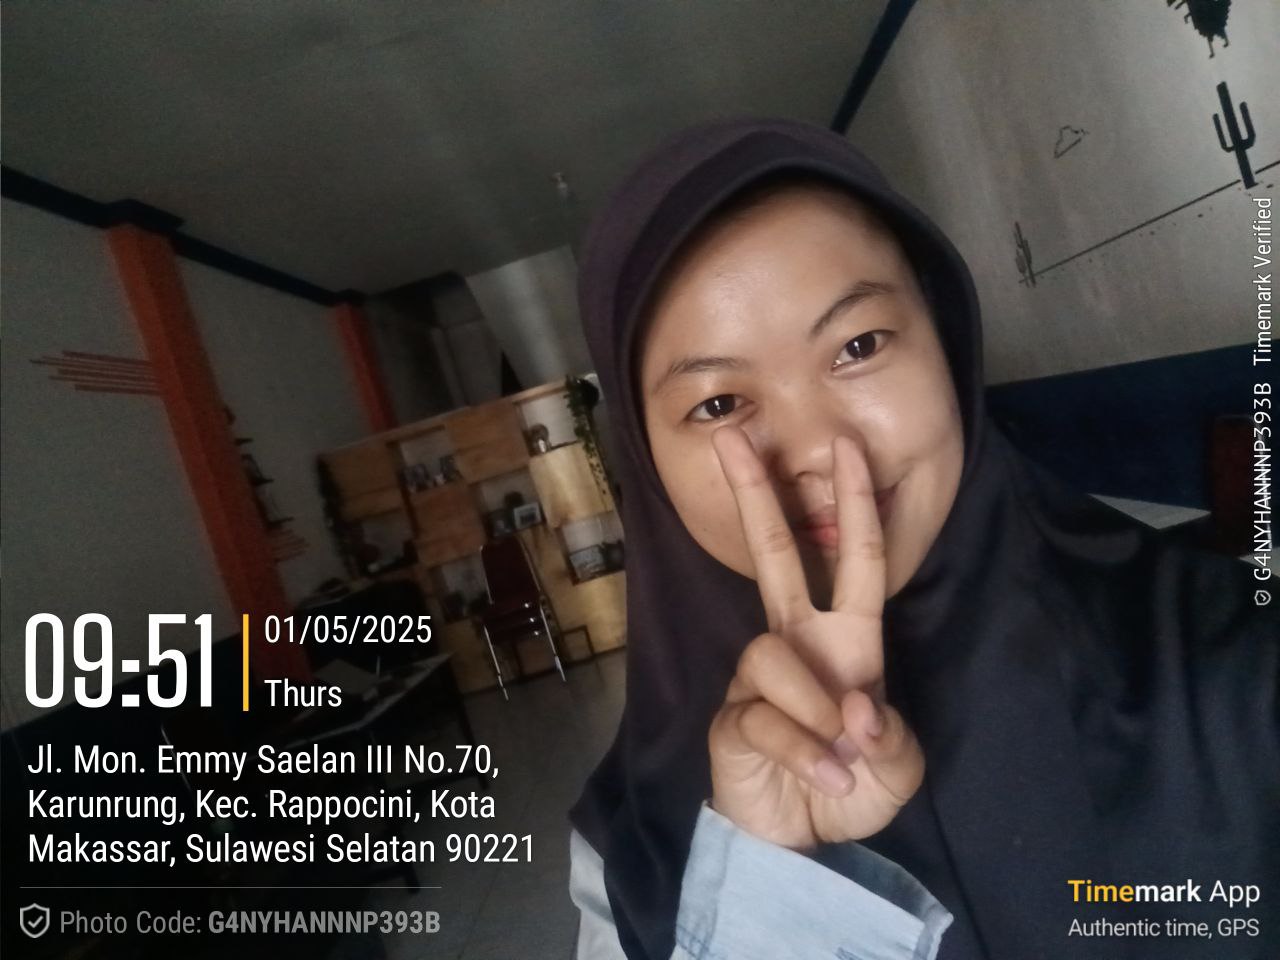 09:51
01/05/2025
Thurs
Jl. Mon. Emmy Saelan III No.70,
Karunrung, Kec. Rappocini, Kota
Makassar, Sulawesi Selatan 90221
Photo Code: G4NYHANNNP393B
Timemark App
Authentic time, GPS
G4NYHANNNP393B Timemark Verified